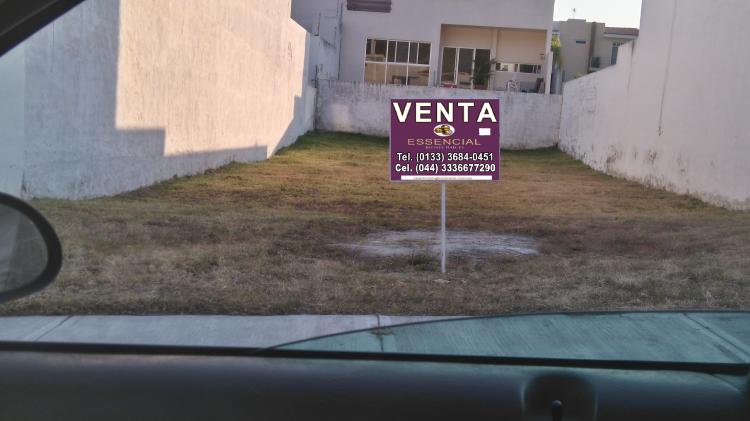 VENTA
ESSENCIAL
Tel. (0133) 3684-0451
Cel. (044) 3336677290